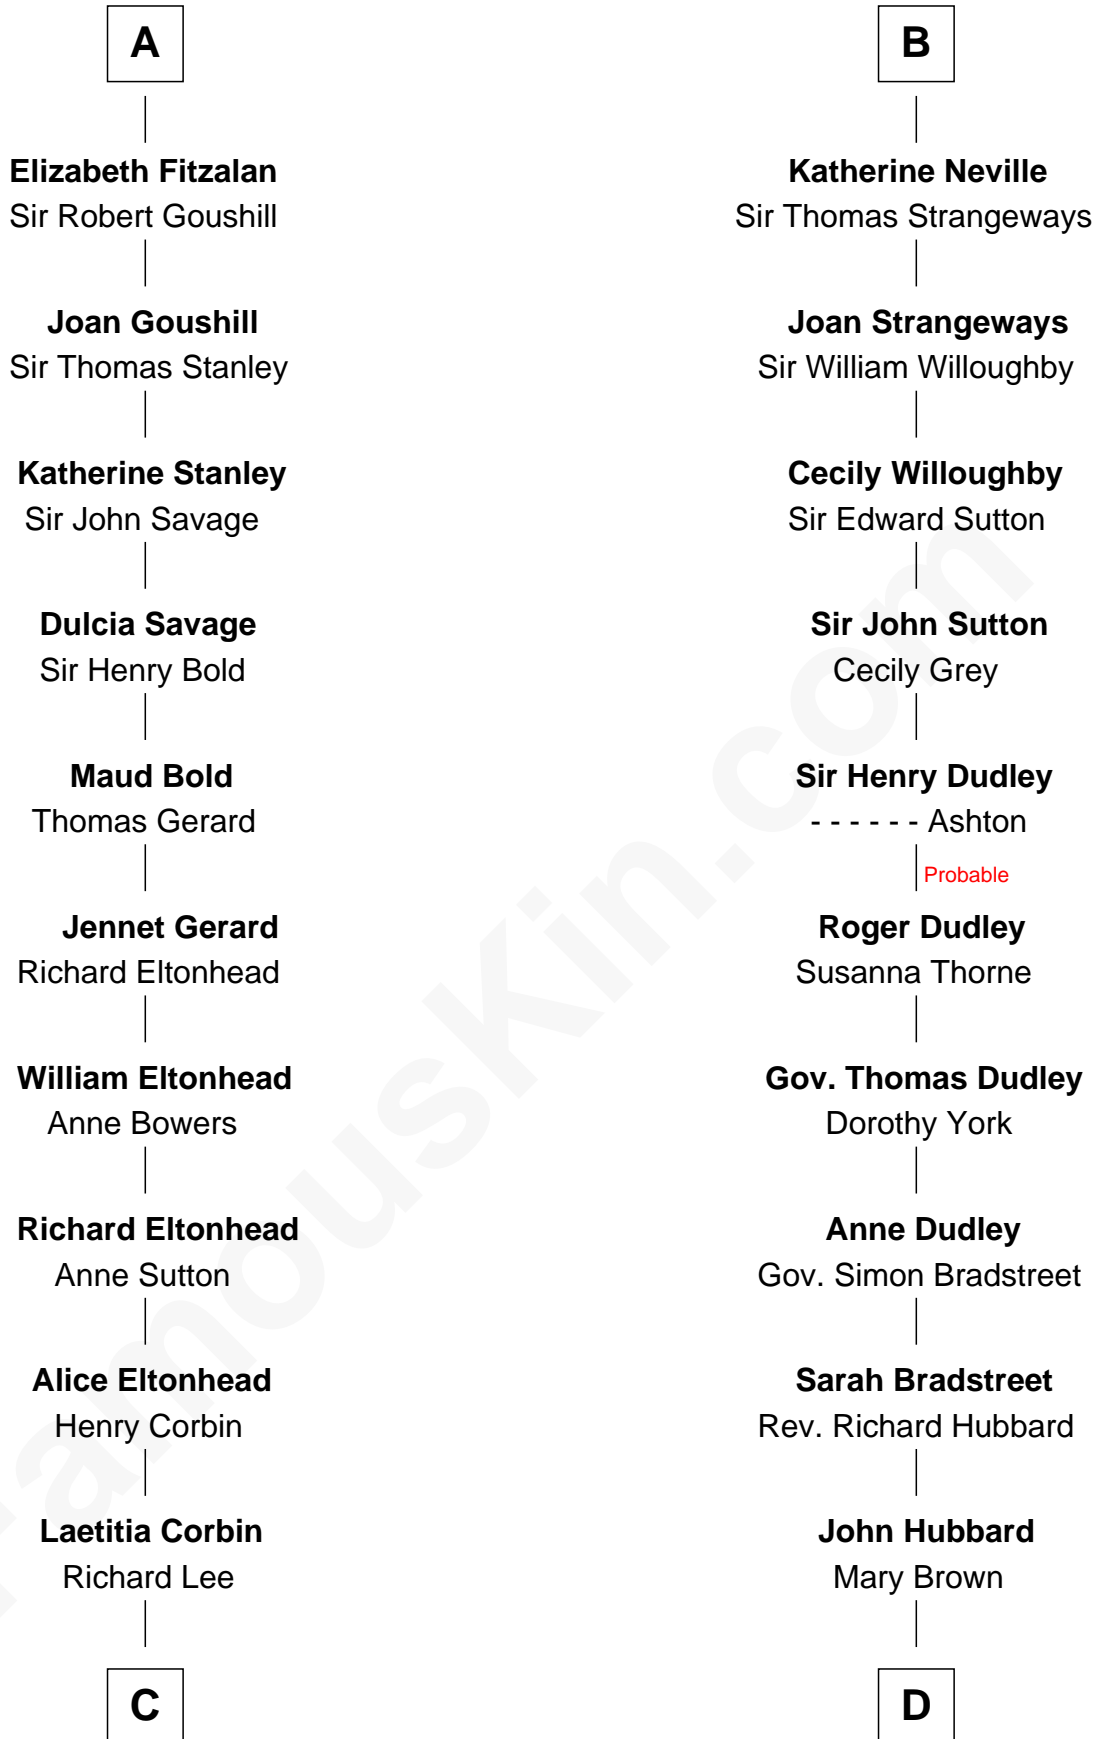 A
Elizabeth Fitzalan
Sir Robert Goushill
Joan Goushill
Sir Thomas Stanley
Katherine Stanley
Sir John Savage
Dulcia Savage
Sir Henry Bold
Maud Bold
Thomas Gerard
Jennet Gerard
Richard Eltonhead
William Eltonhead
Anne Bowers
Richard Eltonhead
Anne Sutton
Alice Eltonhead
Henry Corbin
Laetitia Corbin
Richard Lee
C
B
Katherine Neville
Sir Thomas Strangeways
Joan Strangeways
Sir William Willoughby
Cecily Willoughby
Sir Edward Sutton
Sir John Sutton
Cecily Grey
Sir Henry Dudley
- - - - - - Ashton
Probable
Roger Dudley
Susanna Thorne
Gov. Thomas Dudley
Dorothy York
Anne Dudley
Gov. Simon Bradstreet
Sarah Bradstreet
Rev. Richard Hubbard
John Hubbard
Mary Brown
D
FamousKin.com